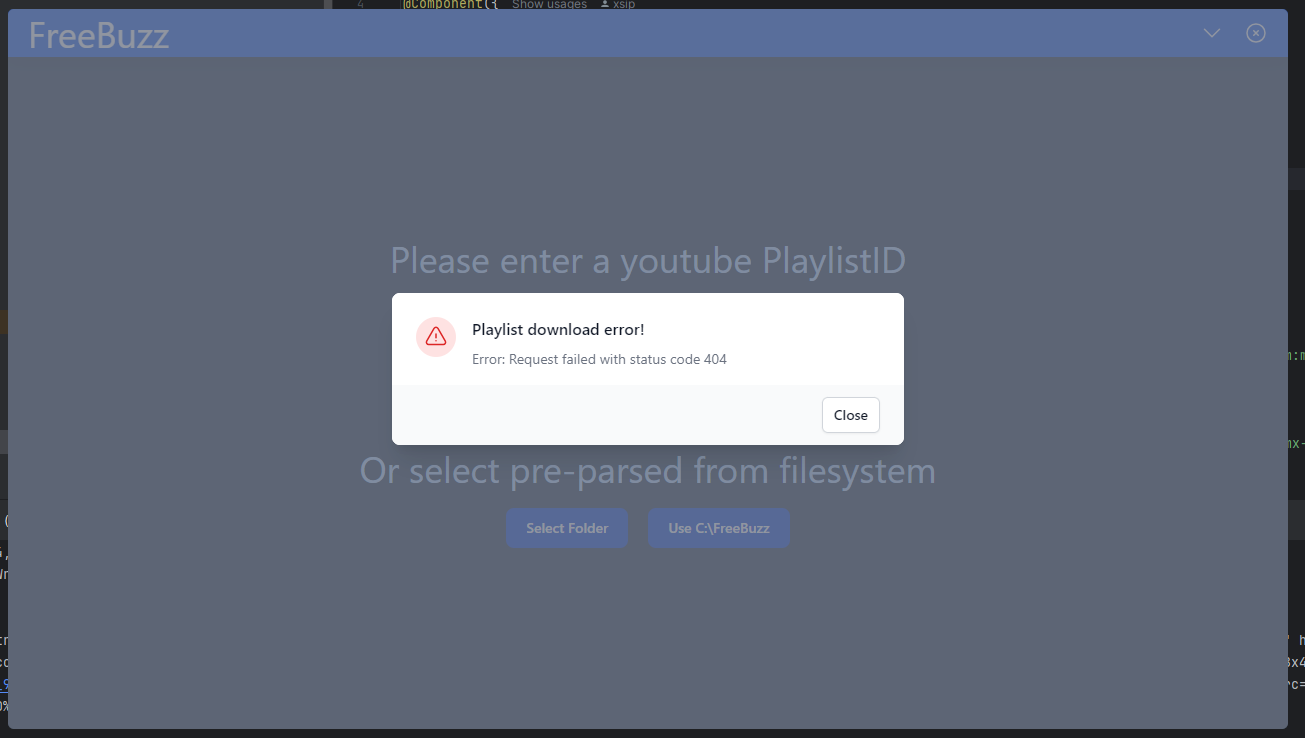 4 @Component({ Show usages xsip
FreeBuzz
Please enter a youtube PlaylistID
Playlist download error!
Error: Request failed with status code 404
Close
Or select pre-parsed from filesystem
Select Folder Use C:\FreeBuzz